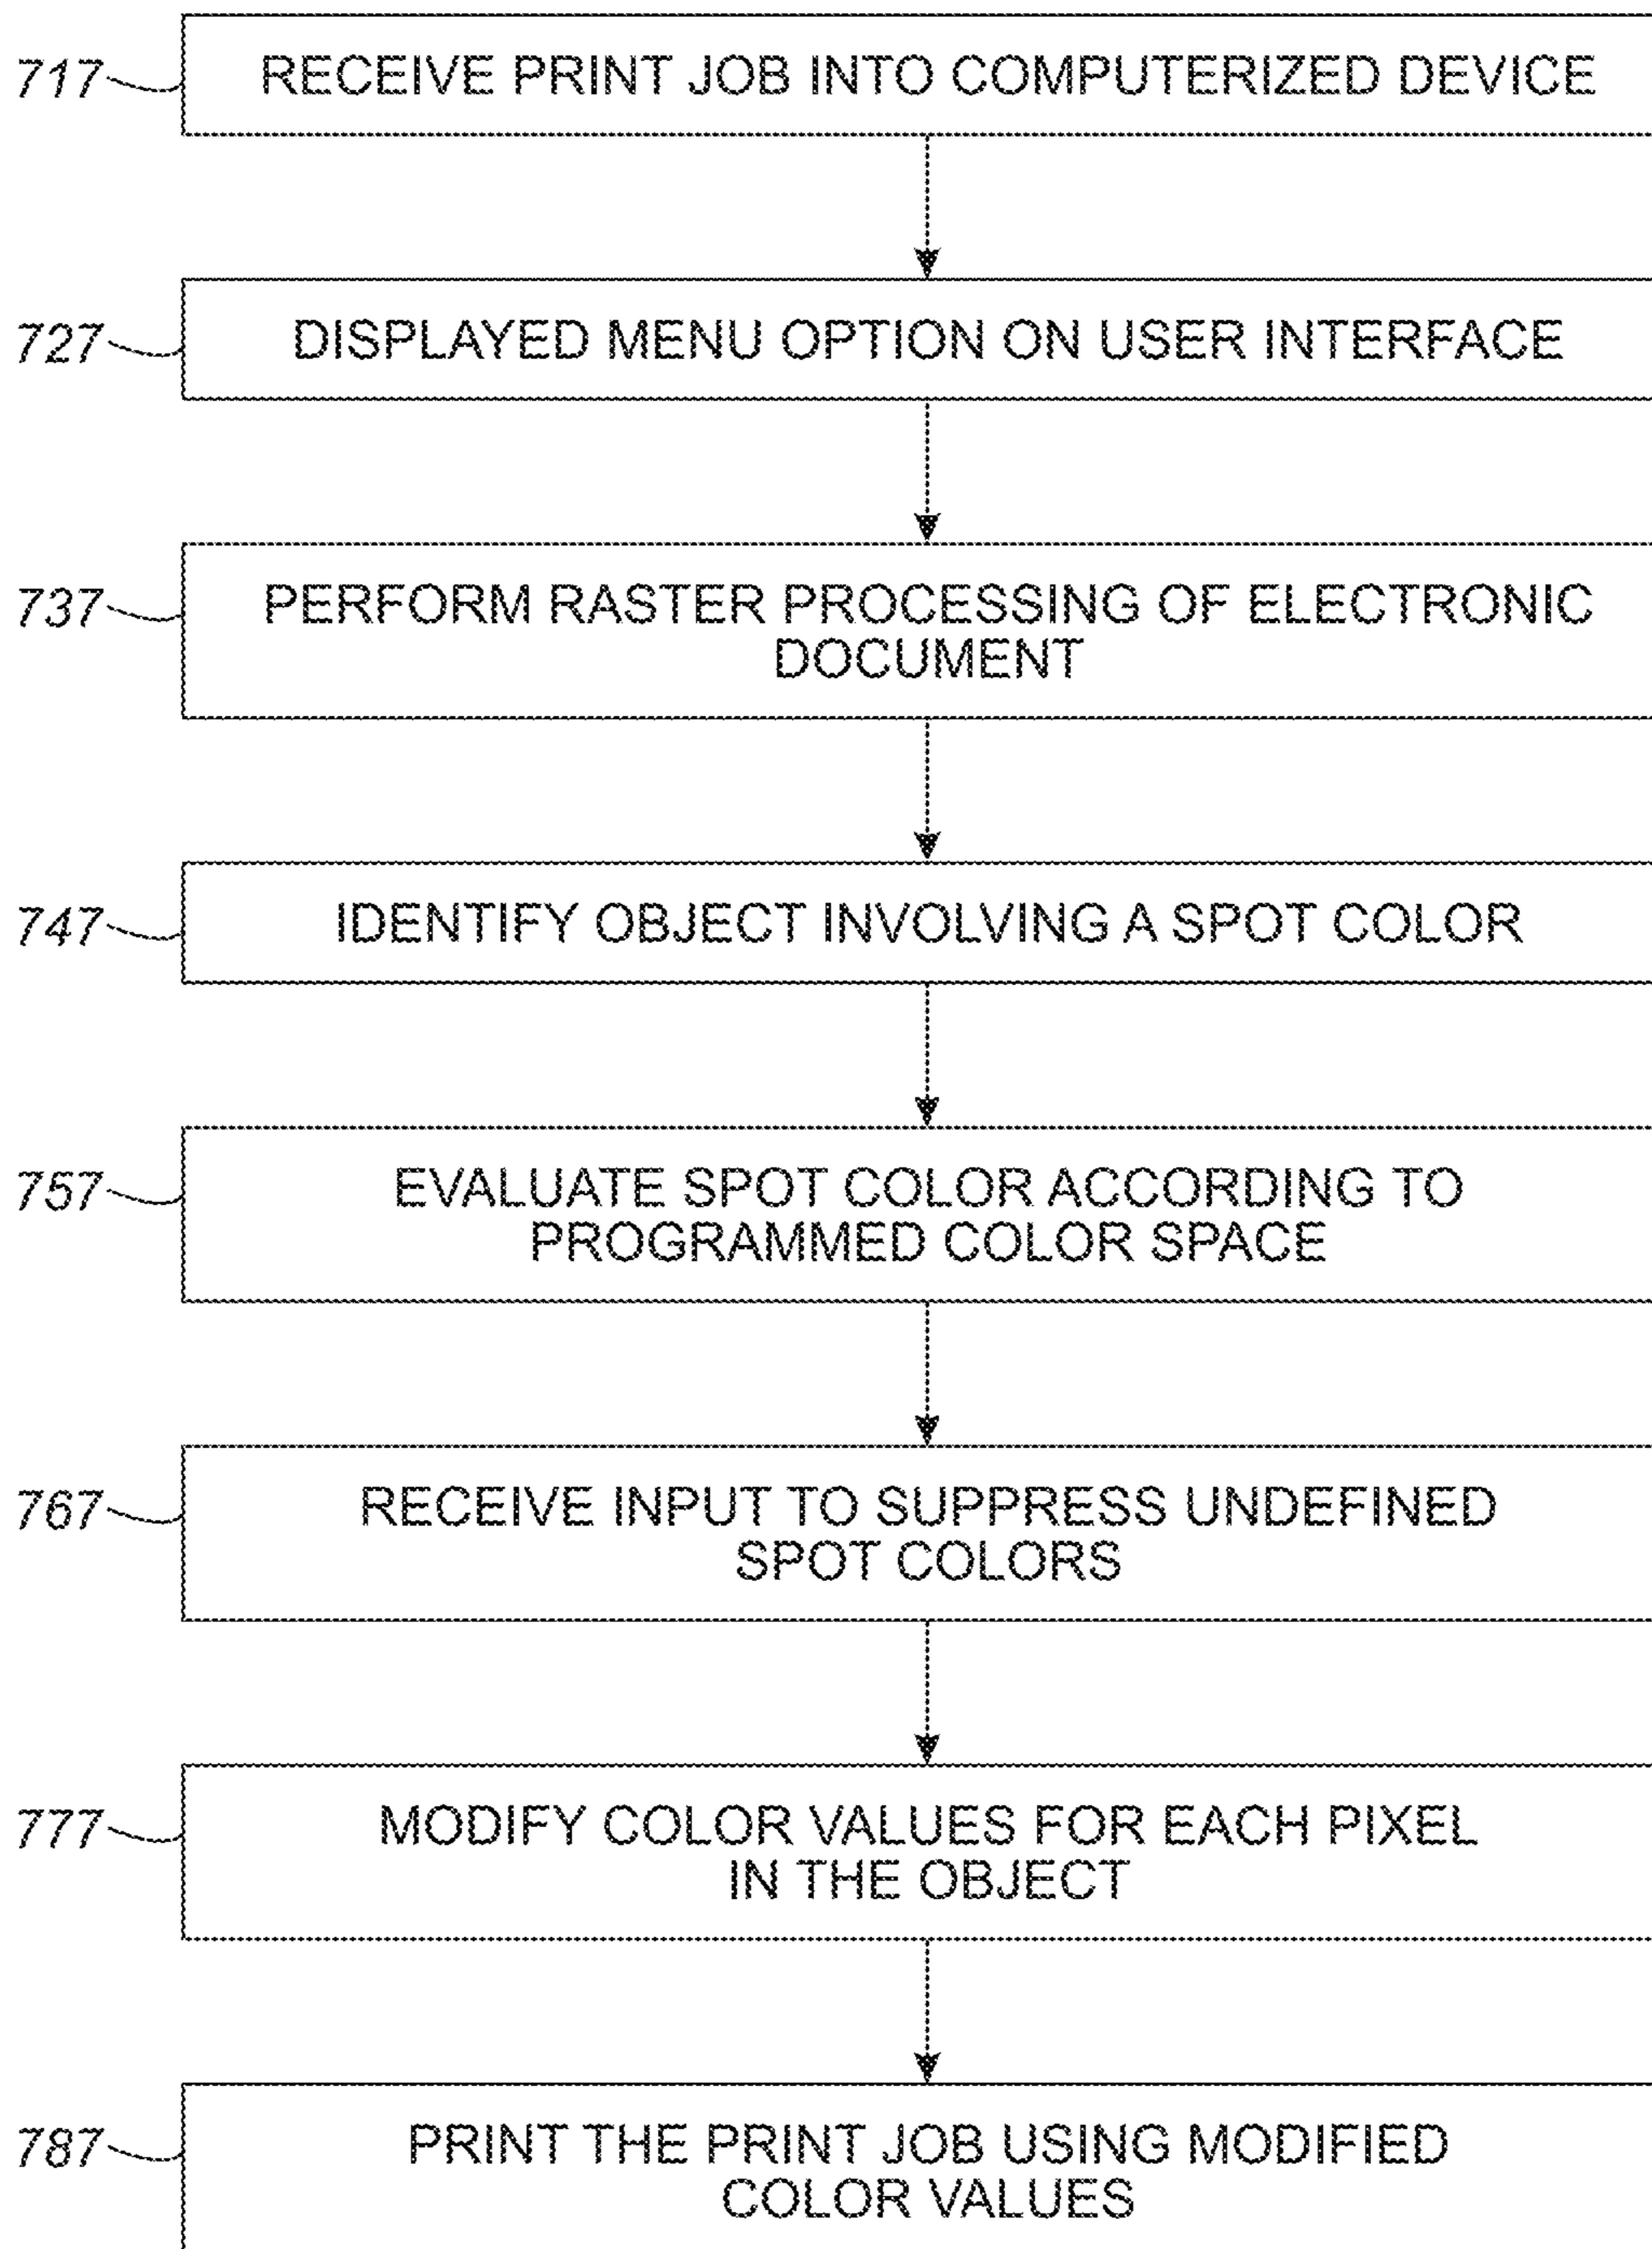 717 RECEIVE PRINT JOB INTO COMPUTERIZED DEVICE
727 DISPLAYED MENU OPTION ON USER INTERFACE
737 PERFORM RASTER PROCESSING OF ELECTRONIC
DOCUMENT
747 IDENTIFY OBJECT INVOLVING A SPOT COLOR
757 EVALUATE SPOT COLOR ACCORDING TO
PROGRAMMED COLOR SPACE
767 RECEIVE INPUT TO SUPPRESS UNDEFINED
SPOT COLORS
777 MODIFY COLOR VALUES FOR EACH PIXEL
IN THE OBJECT
787 PRINT THE PRINT JOB USING MODIFIED
COLOR VALUES